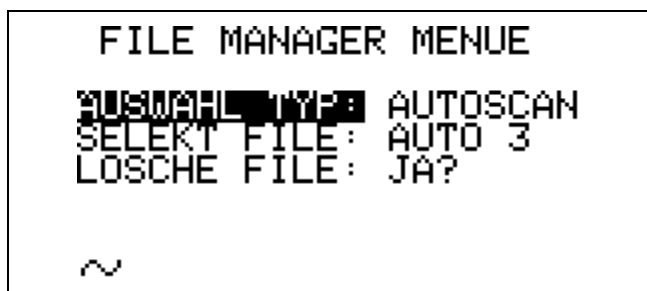 FILE MANAGER MENUE
AUSWAHL TYP: AUTOSCAN
SELEKT FILE: AUTO 3
LOSCHE FILE: JA?
~